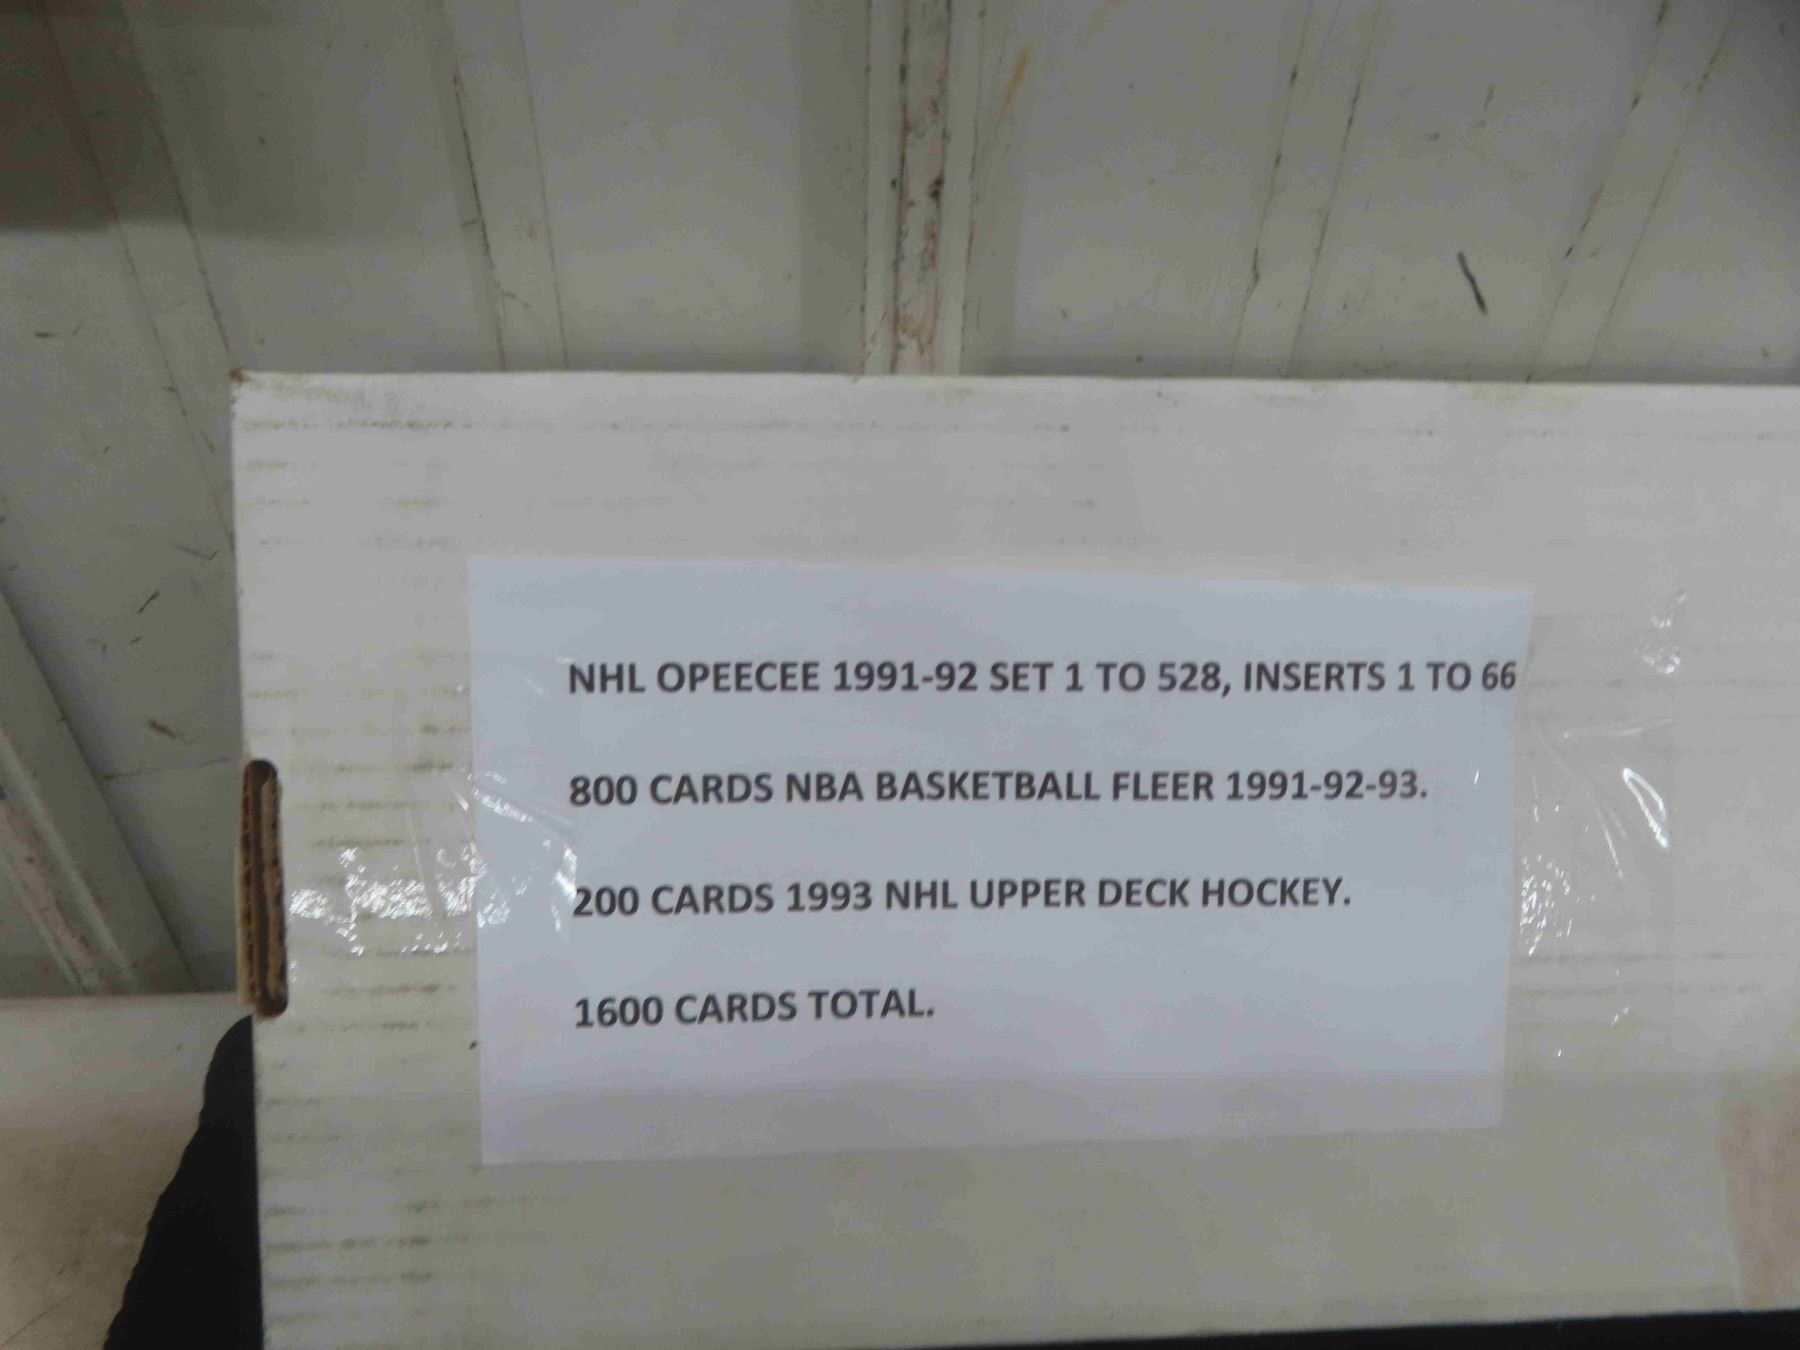 NHL OPEECEE 1991-92 SET 1 TO 528, INSERTS 1 TO 66
800 CARDS NBA BASKETBALL FLEER 1991-92-93.
200 CARDS 1993 NHL UPPER DECK HOCKEY.
1600 CARDS TOTAL.